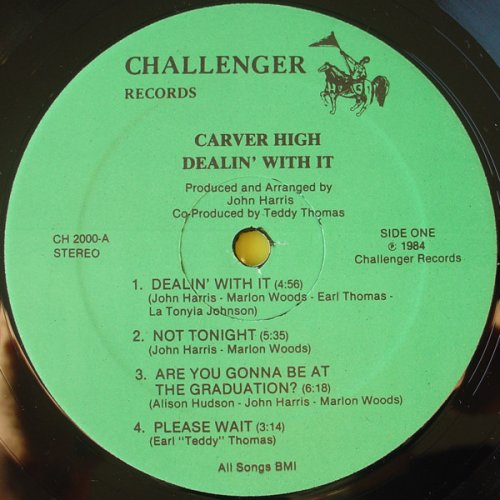 CHALLENGER
RECORDS
CARVER HIGH
DEALIN' WITH IT
Produced and Arranged by
John Harris
Co-Produced by Teddy Thomas
CH 2000-A
STEREO
SIDE ONE
℗ 1984
Challenger Records
1. DEALIN' WITH IT (4:56)
(John Harris - Marlon Woods - Earl Thomas -
La Tonyia Johnson)
2. NOT TONIGHT (5:35)
(John Harris - Marlon Woods)
3. ARE YOU GONNA BE AT
THE GRADUATION? (6:18)
(Alison Hudson - John Harris - Marlon Woods)
4. PLEASE WAIT (3:14)
(Earl "Teddy" Thomas)
All Songs BMI